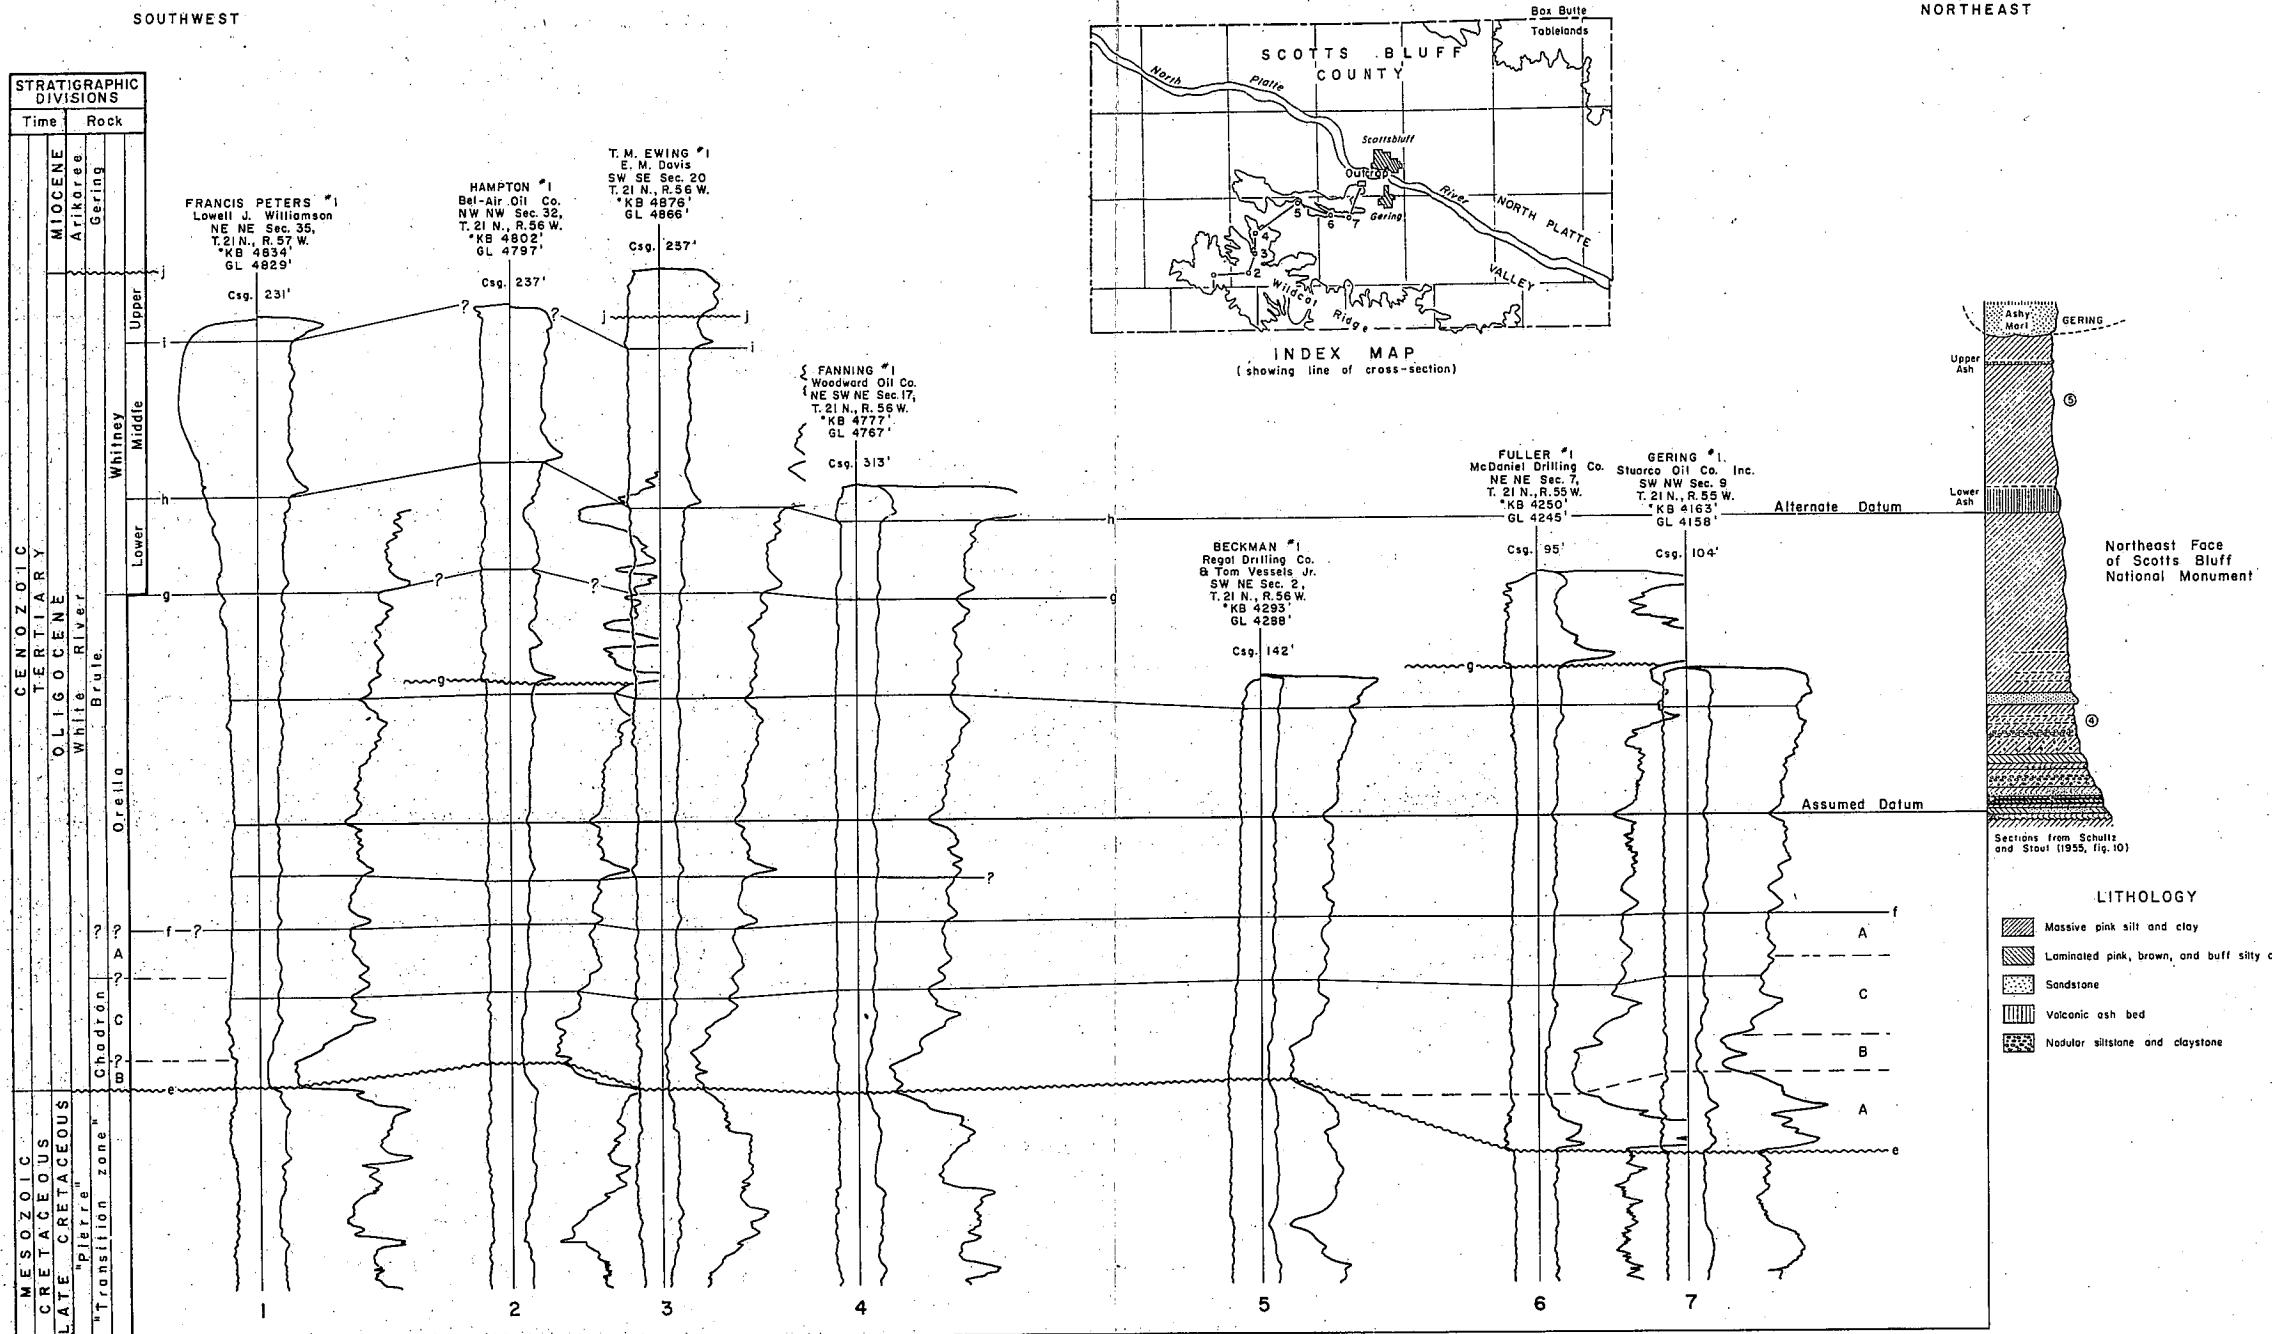 SOUTHWEST
NORTHEAST
STRATIGRAPHIC
DIVISIONS
Time
Rock
CENOZOIC
TERTIARY
MIOCENE
Arikaree
Gering
OLIGOCENE
White River
Brule
Whitney
Upper
Middle
Lower
Orella
? ?
A
?
Chadron
C
?
B
MESOZOIC
CRETACEOUS
LATE CRETACEOUS
"Pierre"
"Transition zone"
j
i
h
g
f ?
e
FRANCIS PETERS #1
Lowell J. Williamson
NE NE Sec. 35,
T. 21 N., R. 57 W.
*KB 4834'
GL 4829'
Csg. 231'
HAMPTON #1
Bel-Air Oil Co.
NW NW Sec. 32,
T. 21 N., R. 56 W.
*KB 4802'
GL 4797'
Csg. 237'
T. M. EWING #1
E. M. Davis
SW SE Sec. 20
T. 21 N., R. 56 W.
*KB 4876'
GL 4866'
Csg. 257'
FANNING #1
Woodward Oil Co.
NE SW NE Sec. 17,
T. 21 N., R. 56 W.
*KB 4777'
GL 4767'
Csg. 313'
BECKMAN #1
Regal Drilling Co.
& Tom Vessels Jr.
SW NE Sec. 2,
T. 21 N., R. 56 W.
*KB 4293'
GL 4288'
Csg. 142'
FULLER #1
McDaniel Drilling Co.
NE NE Sec. 7,
T. 21 N., R. 55 W.
*KB 4250'
GL 4245'
Csg. 95'
GERING #1.
Stuarco Oil Co. Inc.
SW NW Sec. 9
T. 21 N., R. 55 W.
*KB 4163'
GL 4158'
Csg. 104'
? ?
j j
i
h
? ?
g
g
g
?
Alternate Datum
Assumed Datum
f
A
C
B
A
e
1
2
3
4
5
6
7
Box Butte
Tablelands
SCOTTS BLUFF
COUNTY
North Platte
River
Scottsbluff
Outcrop
Gering
NORTH PLATTE
VALLEY
5
6
7
4
3
2
Wildcat
Ridge
INDEX MAP
(showing line of cross-section)
Ashy
Marl
GERING
Upper
Ash
5
Lower
Ash
4
Northeast Face
of Scotts Bluff
National Monument
Sections from Schultz
and Stout (1955, fig. 10)
LITHOLOGY
Massive pink silt and clay
Laminated pink, brown, and buff silty c
Sandstone
Volcanic ash bed
Nodular siltstone and claystone